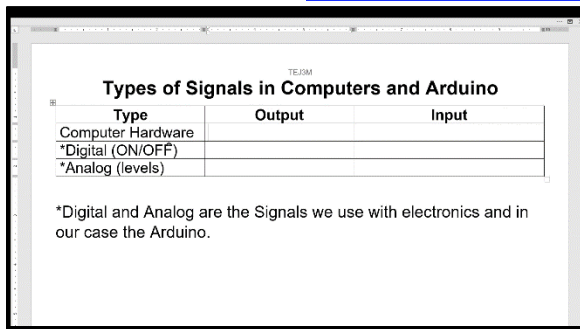 TEJ3M
Types of Signals in Computers and Arduino
Type Output Input
Computer Hardware
*Digital (ON/OFF)
*Analog (levels)
*Digital and Analog are the Signals we use with electronics and in
our case the Arduino.